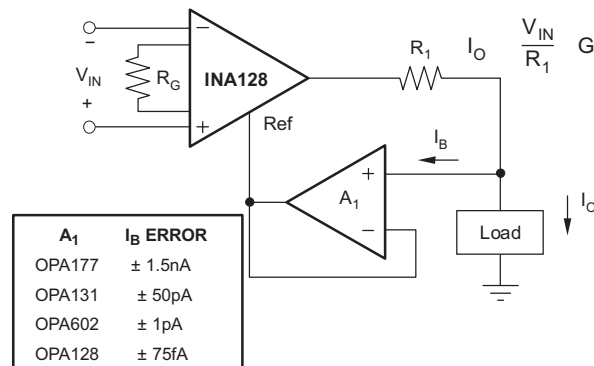 −
V_IN
+
R_G
−
INA128
+
Ref
R_1
I_O V_IN G
R_1
I_B
+
A_1
−
Load
I_O
A_1 I_B ERROR
OPA177 ± 1.5nA
OPA131 ± 50pA
OPA602 ± 1pA
OPA128 ± 75fA